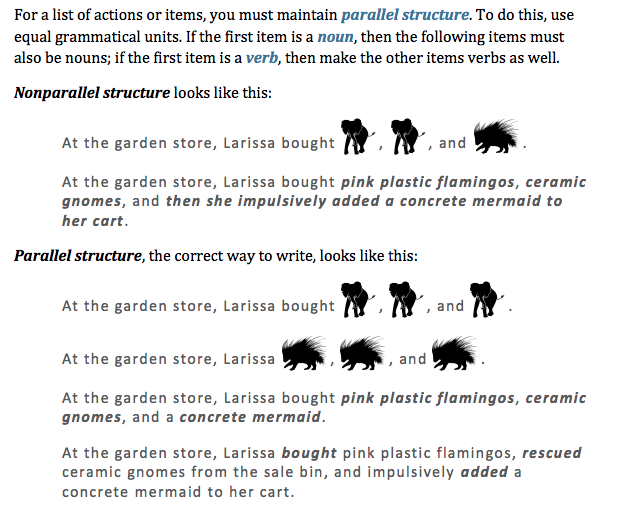 For a list of actions or items, you must maintain parallel structure. To do this, use
equal grammatical units. If the first item is a noun, then the following items must
also be nouns; if the first item is a verb, then make the other items verbs as well.
Nonparallel structure looks like this:
At the garden store, Larissa bought , , and .
At the garden store, Larissa bought pink plastic flamingos, ceramic
gnomes, and then she impulsively added a concrete mermaid to
her cart.
Parallel structure, the correct way to write, looks like this:
At the garden store, Larissa bought , , and .
At the garden store, Larissa , , and .
At the garden store, Larissa bought pink plastic flamingos, ceramic
gnomes, and a concrete mermaid.
At the garden store, Larissa bought pink plastic flamingos, rescued
ceramic gnomes from the sale bin, and impulsively added a
concrete mermaid to her cart.